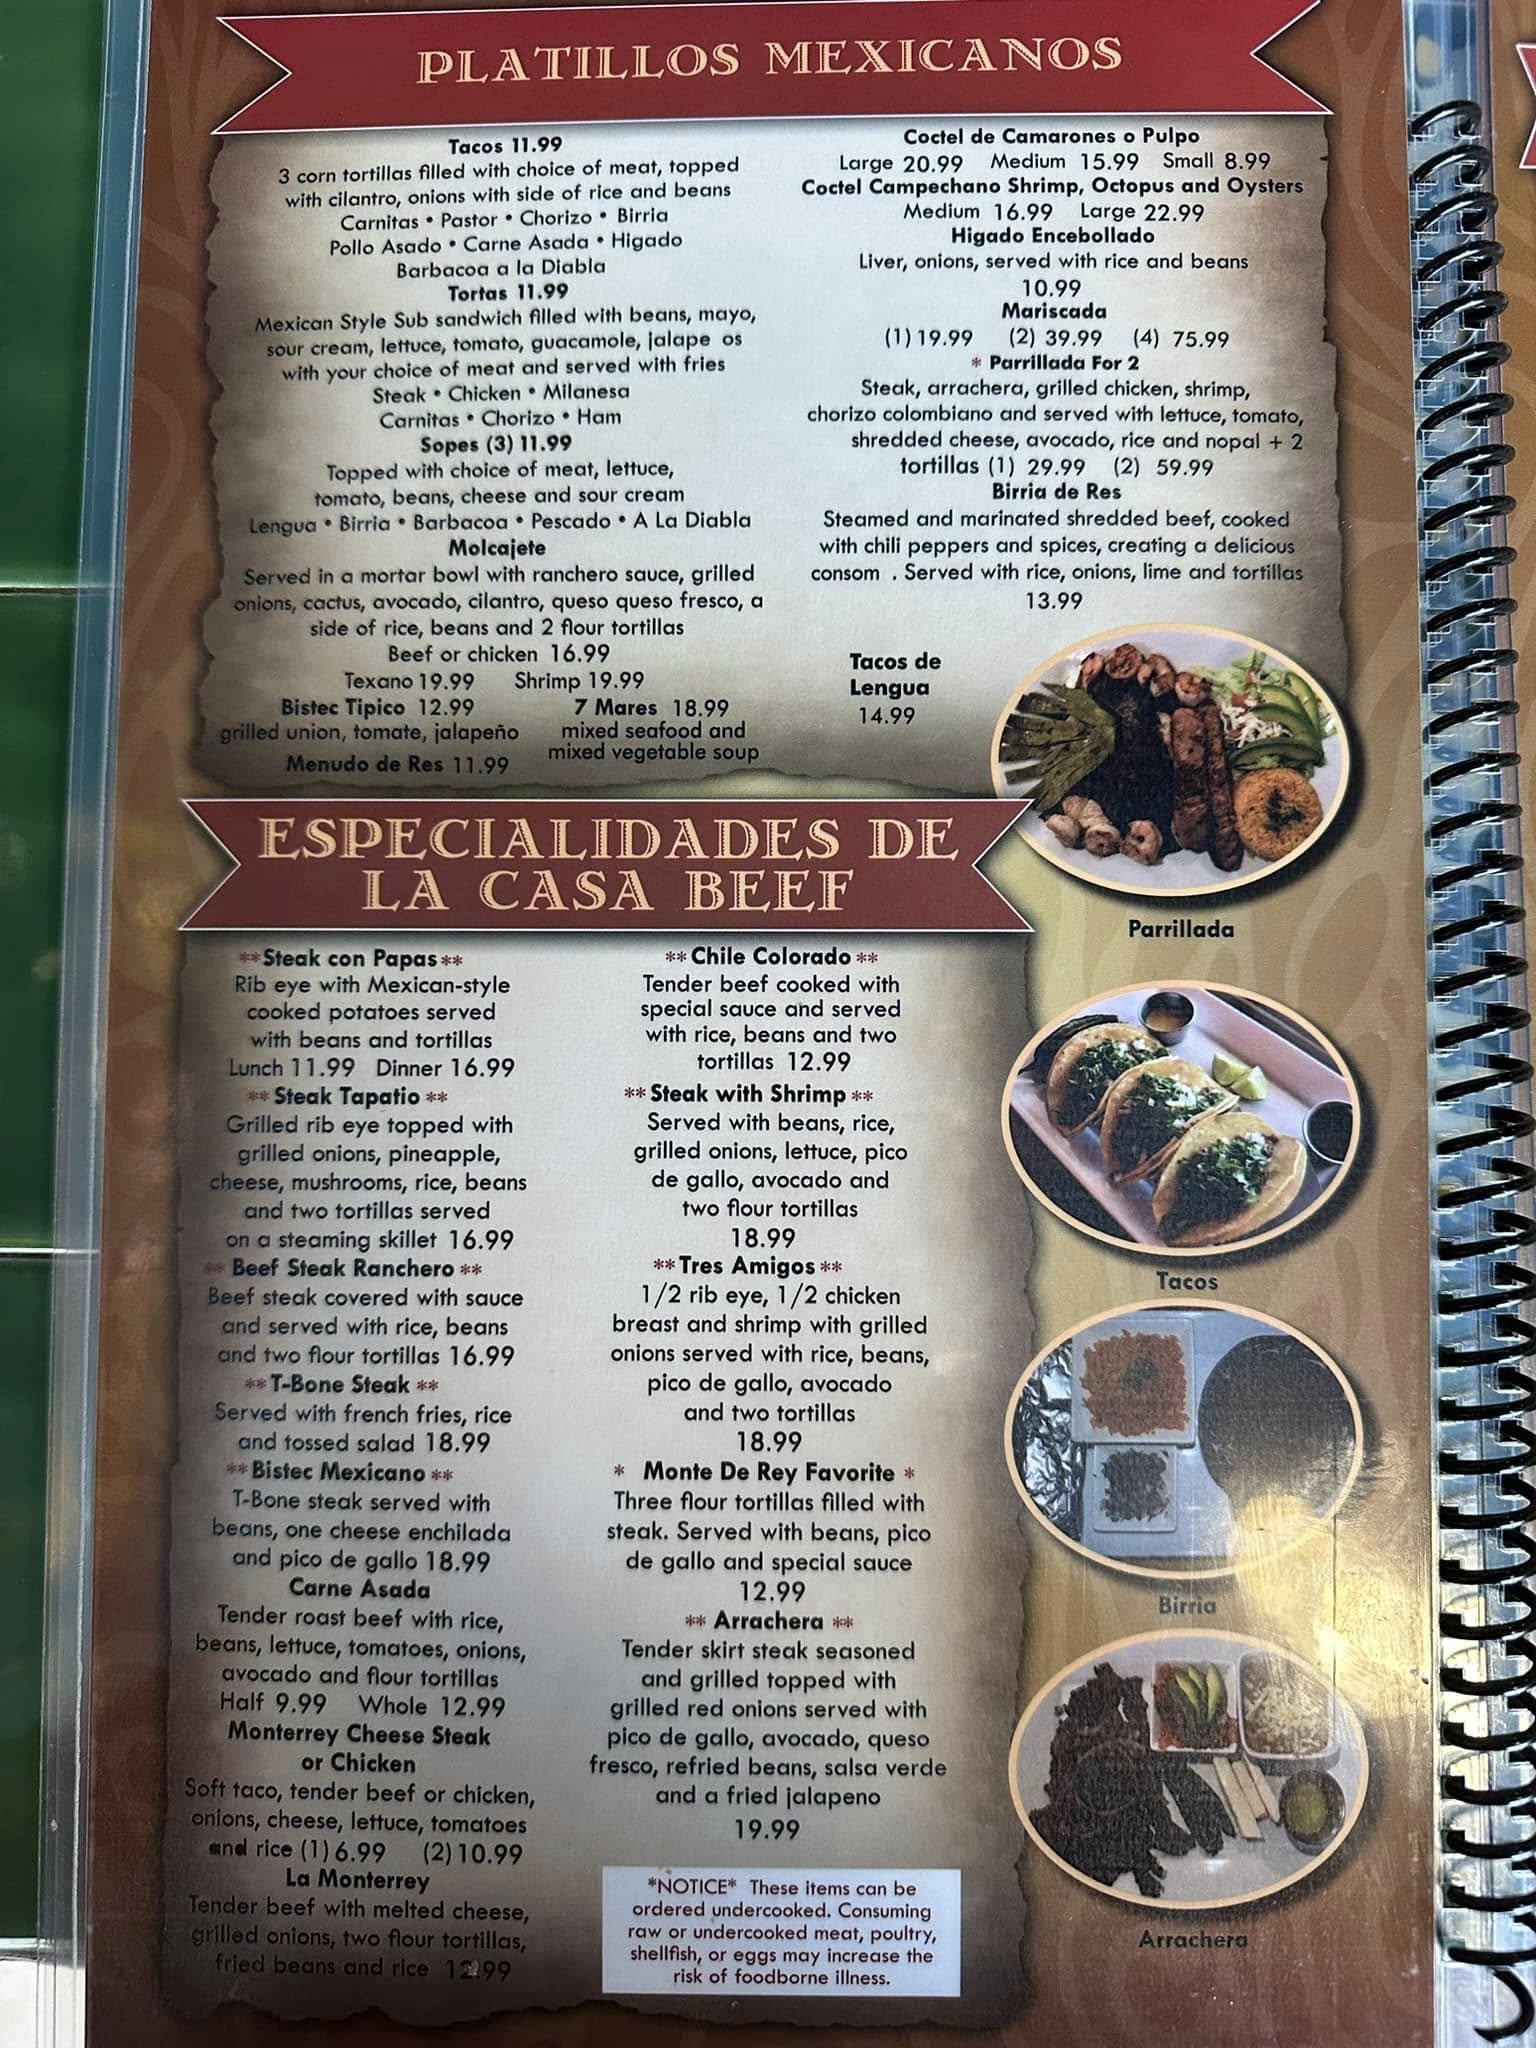 PLATILLOS MEXICANOS
Tacos 11.99
3 corn tortillas filled with choice of meat, topped
with cilantro, onions with side of rice and beans
Carnitas • Pastor • Chorizo • Birria
Pollo Asado • Carne Asada • Higado
Barbacoa a la Diabla
Tortas 11.99
Mexican Style Sub sandwich filled with beans, mayo,
sour cream, lettuce, tomato, guacamole, jalape os
with your choice of meat and served with fries
Steak • Chicken • Milanesa
Carnitas • Chorizo • Ham
Sopes (3) 11.99
Topped with choice of meat, lettuce,
tomato, beans, cheese and sour cream
Lengua • Birria • Barbacoa • Pescado • A La Diabla
Molcajete
Served in a mortar bowl with ranchero sauce, grilled
onions, cactus, avocado, cilantro, queso queso fresco, a
side of rice, beans and 2 flour tortillas
Beef or chicken 16.99
Texano 19.99 Shrimp 19.99
Bistec Tipico 12.99
grilled union, tomate, jalapeño
Menudo de Res 11.99
7 Mares 18.99
mixed seafood and
mixed vegetable soup
Coctel de Camarones o Pulpo
Large 20.99 Medium 15.99 Small 8.99
Coctel Campechano Shrimp, Octopus and Oysters
Medium 16.99 Large 22.99
Higado Encebollado
Liver, onions, served with rice and beans
10.99
Mariscada
(1) 19.99 (2) 39.99 (4) 75.99
* Parrillada For 2
Steak, arrachera, grilled chicken, shrimp,
chorizo colombiano and served with lettuce, tomato,
shredded cheese, avocado, rice and nopal + 2
tortillas (1) 29.99 (2) 59.99
Birria de Res
Steamed and marinated shredded beef, cooked
with chili peppers and spices, creating a delicious
consom . Served with rice, onions, lime and tortillas
13.99
Tacos de
Lengua
14.99
ESPECIALIDADES DE
LA CASA BEEF
**Steak con Papas**
Rib eye with Mexican-style
cooked potatoes served
with beans and tortillas
Lunch 11.99 Dinner 16.99
** Steak Tapatio **
Grilled rib eye topped with
grilled onions, pineapple,
cheese, mushrooms, rice, beans
and two tortillas served
on a steaming skillet 16.99
** Beef Steak Ranchero **
Beef steak covered with sauce
and served with rice, beans
and two flour tortillas 16.99
**T-Bone Steak **
Served with french fries, rice
and tossed salad 18.99
**Bistec Mexicano **
T-Bone steak served with
beans, one cheese enchilada
and pico de gallo 18.99
Carne Asada
Tender roast beef with rice,
beans, lettuce, tomatoes, onions,
avocado and flour tortillas
Half 9.99 Whole 12.99
Monterrey Cheese Steak
or Chicken
Soft taco, tender beef or chicken,
onions, cheese, lettuce, tomatoes
and rice (1) 6.99 (2) 10.99
La Monterrey
Tender beef with melted cheese,
grilled onions, two flour tortillas,
fried beans and rice 12.99
** Chile Colorado **
Tender beef cooked with
special sauce and served
with rice, beans and two
tortillas 12.99
** Steak with Shrimp **
Served with beans, rice,
grilled onions, lettuce, pico
de gallo, avocado and
two flour tortillas
18.99
** Tres Amigos **
1/2 rib eye, 1/2 chicken
breast and shrimp with grilled
onions served with rice, beans,
pico de gallo, avocado
and two tortillas
18.99
* Monte De Rey Favorite *
Three flour tortillas filled with
steak. Served with beans, pico
de gallo and special sauce
12.99
** Arrachera **
Tender skirt steak seasoned
and grilled topped with
grilled red onions served with
pico de gallo, avocado, queso
fresco, refried beans, salsa verde
and a fried jalapeno
19.99
*NOTICE* These items can be
ordered undercooked. Consuming
raw or undercooked meat, poultry,
shellfish, or eggs may increase the
risk of foodborne illness.
Parrillada
Tacos
Birria
Arrachera